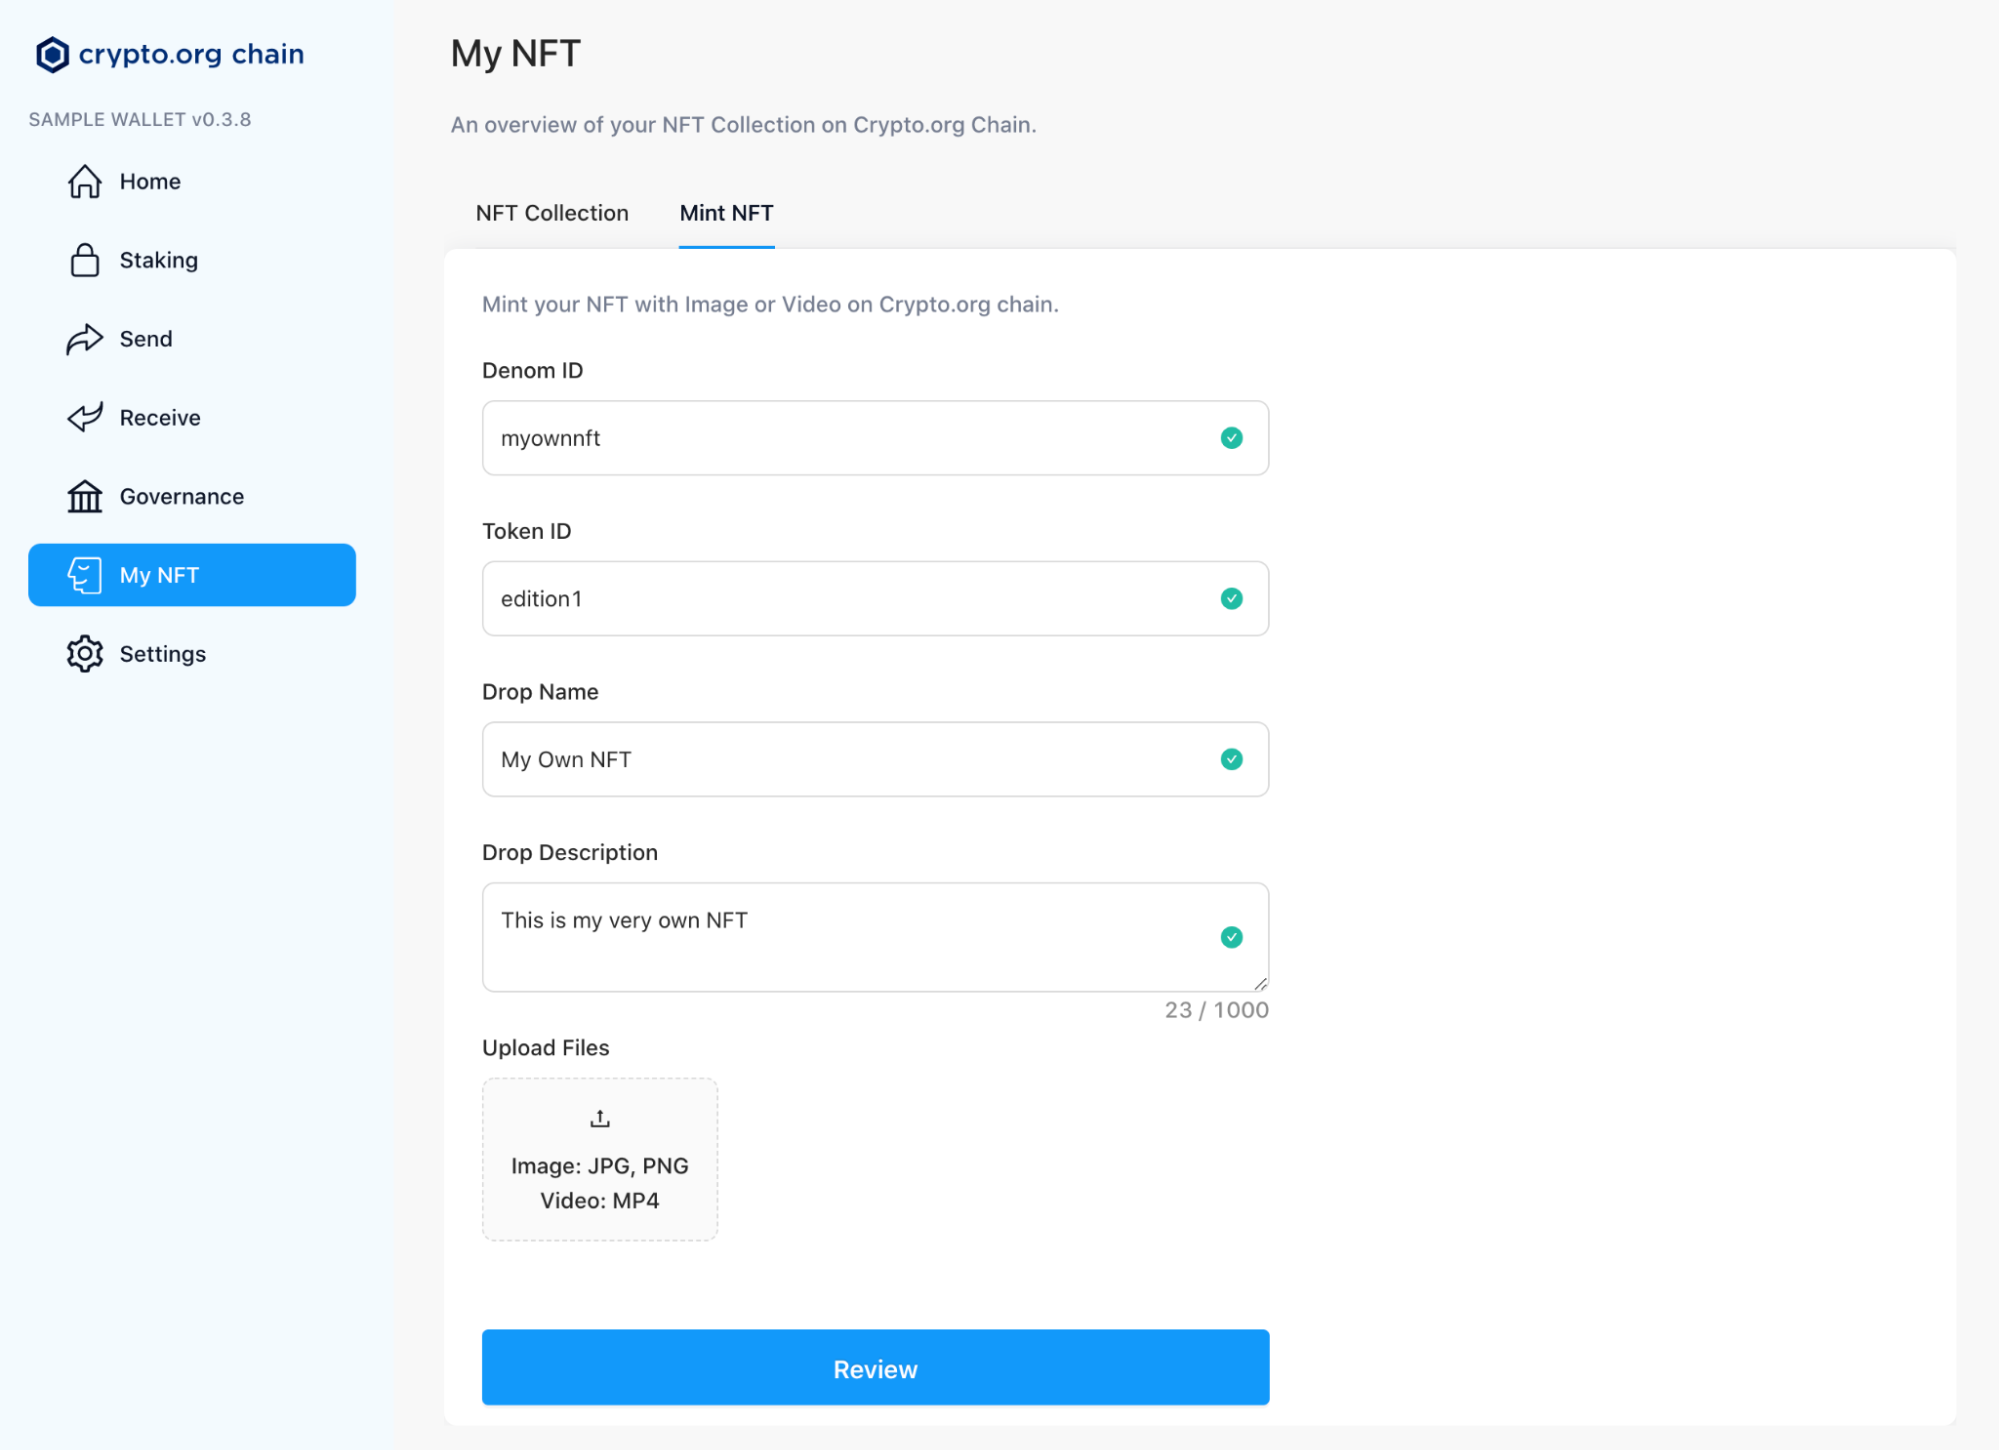 crypto.org chain
SAMPLE WALLET v0.3.8
Home
Staking
Send
Receive
Governance
My NFT
Settings
My NFT
An overview of your NFT Collection on Crypto.org Chain.
NFT Collection
Mint NFT
Mint your NFT with Image or Video on Crypto.org chain.
Denom ID
myownnft
Token ID
edition1
Drop Name
My Own NFT
Drop Description
This is my very own NFT
23 / 1000
Upload Files
Image: JPG, PNG
Video: MP4
Review